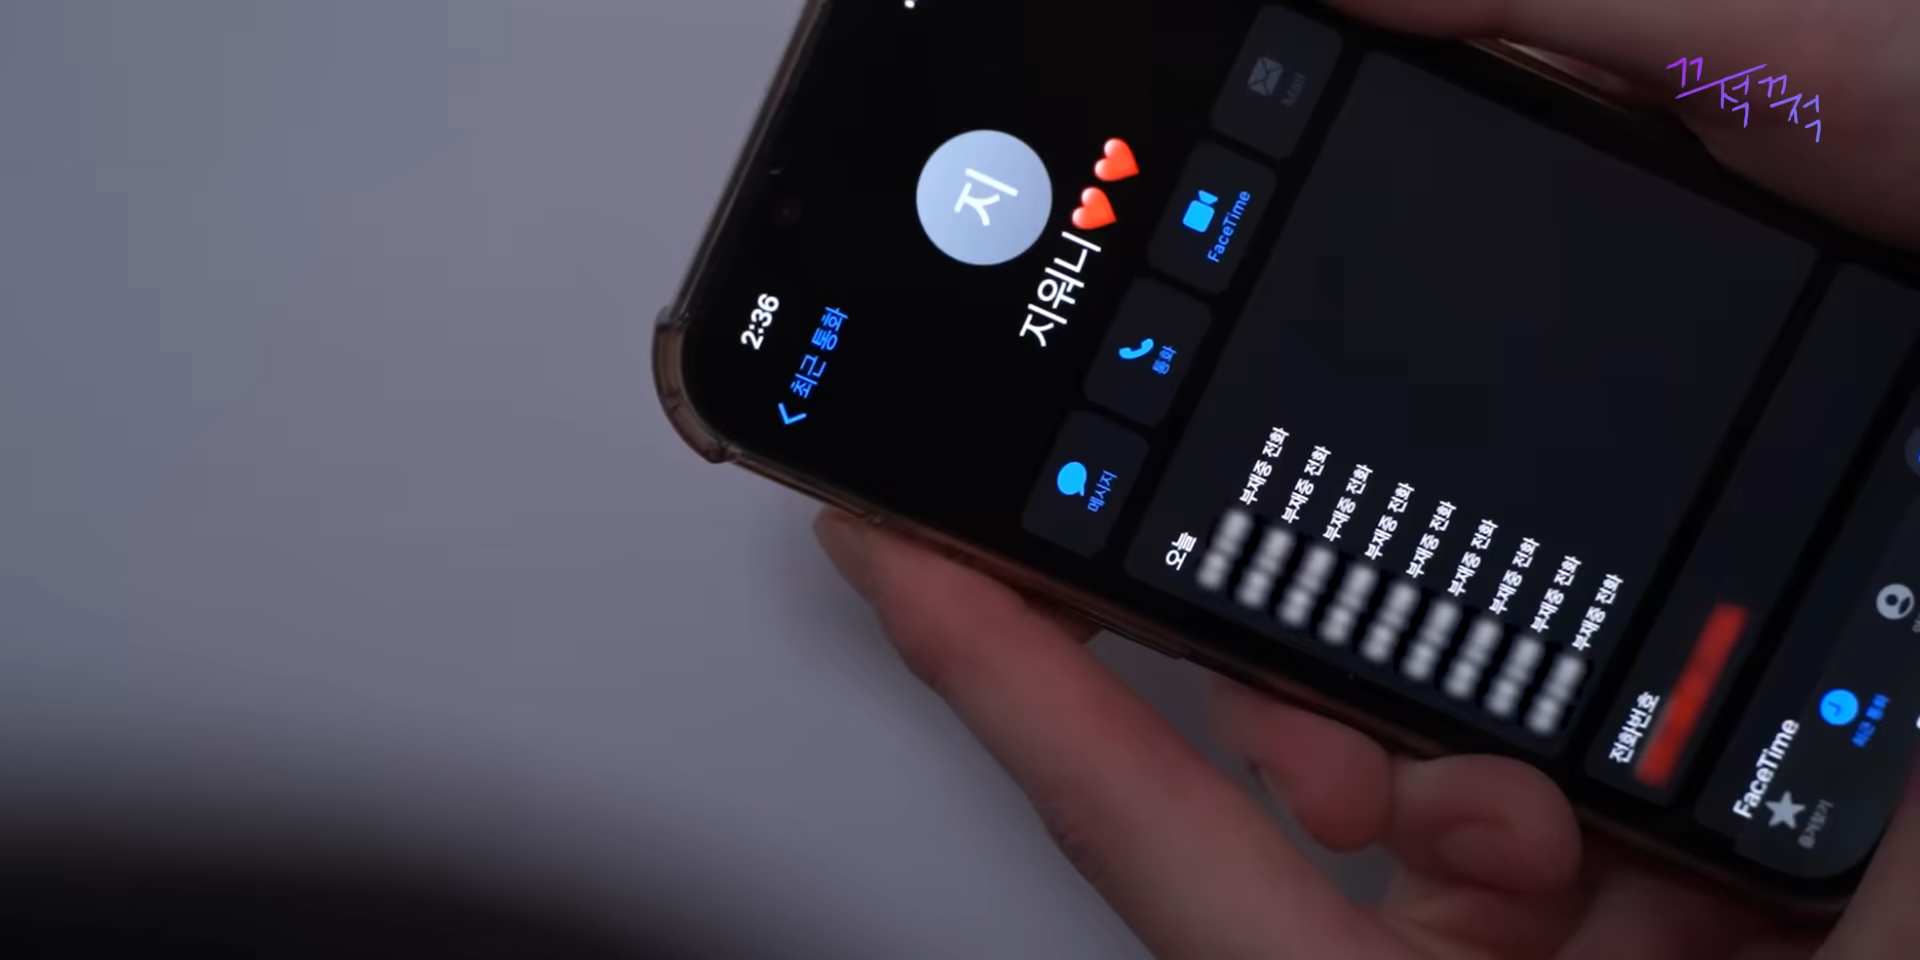 끄적끄적
2:36
최근 통화
지
지워니❤️❤️
메시지
통화
FaceTime
Mail
오늘
부재중 전화
부재중 전화
부재중 전화
부재중 전화
부재중 전화
부재중 전화
부재중 전화
부재중 전화
부재중 전화
전화번호
FaceTime
즐겨찾기
최근 통화